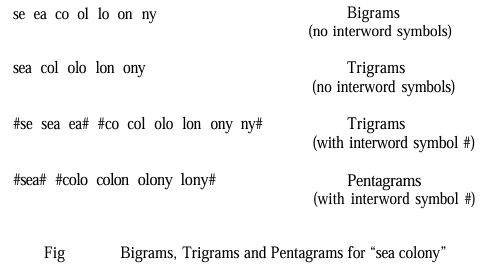 se ea co ol lo on ny Bigrams
(no interword symbols)
sea col olo lon ony Trigrams
(no interword symbols)
#se sea ea# #co col olo lon ony ny# Trigrams
(with interword symbol #)
#sea# #colo colon olony lony# Pentagrams
(with interword symbol #)
Fig Bigrams, Trigrams and Pentagrams for “sea colony”